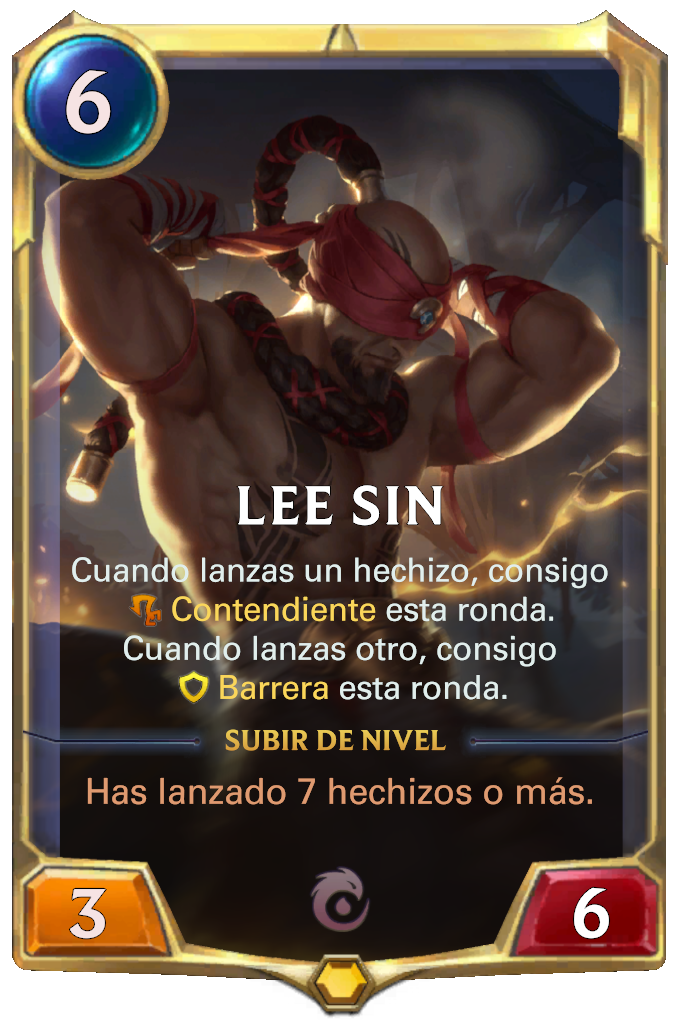 6
LEE SIN
Cuando lanzas un hechizo, consigo
Contendiente esta ronda.
Cuando lanzas otro, consigo
Barrera esta ronda.
SUBIR DE NIVEL
Has lanzado 7 hechizos o más.
3
6